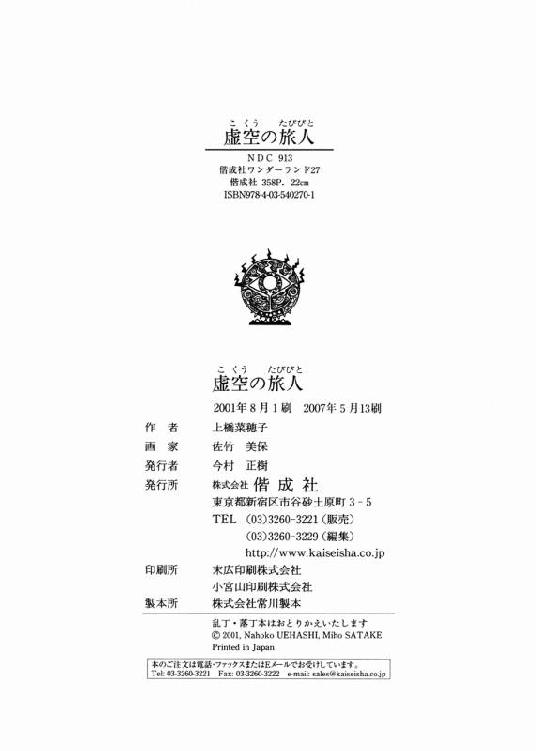 こくう たびびと
虚空の旅人
NDC 913
偕成社ワンダーランド27
偕成社 358P. 22cm
ISBN978-4-03-540270-1
こくう たびびと
虚空の旅人
2001年8月1刷 2007年5月13刷
作者 上橋菜穂子
画家 佐竹 美保
発行者 今村 正樹
発行所 株式会社 偕成社
東京都新宿区市谷砂土原町3-5
TEL (03)3260-3221(販売)
(03)3260-3229(編集)
http://www.kaiseisha.co.jp
印刷所 末広印刷株式会社
小宮山印刷株式会社
製本所 株式会社常川製本
乱丁・落丁本はおとりかえいたします
© 2001, Nahoko UEHASHI, Miho SATAKE
Printed in Japan
本のご注文は電話・ファックスまたはEメールでお受けしています。
Tel: 03-3260-3221 Fax: 03-3260-3222 e-mail: sales@kaiseisha.co.jp